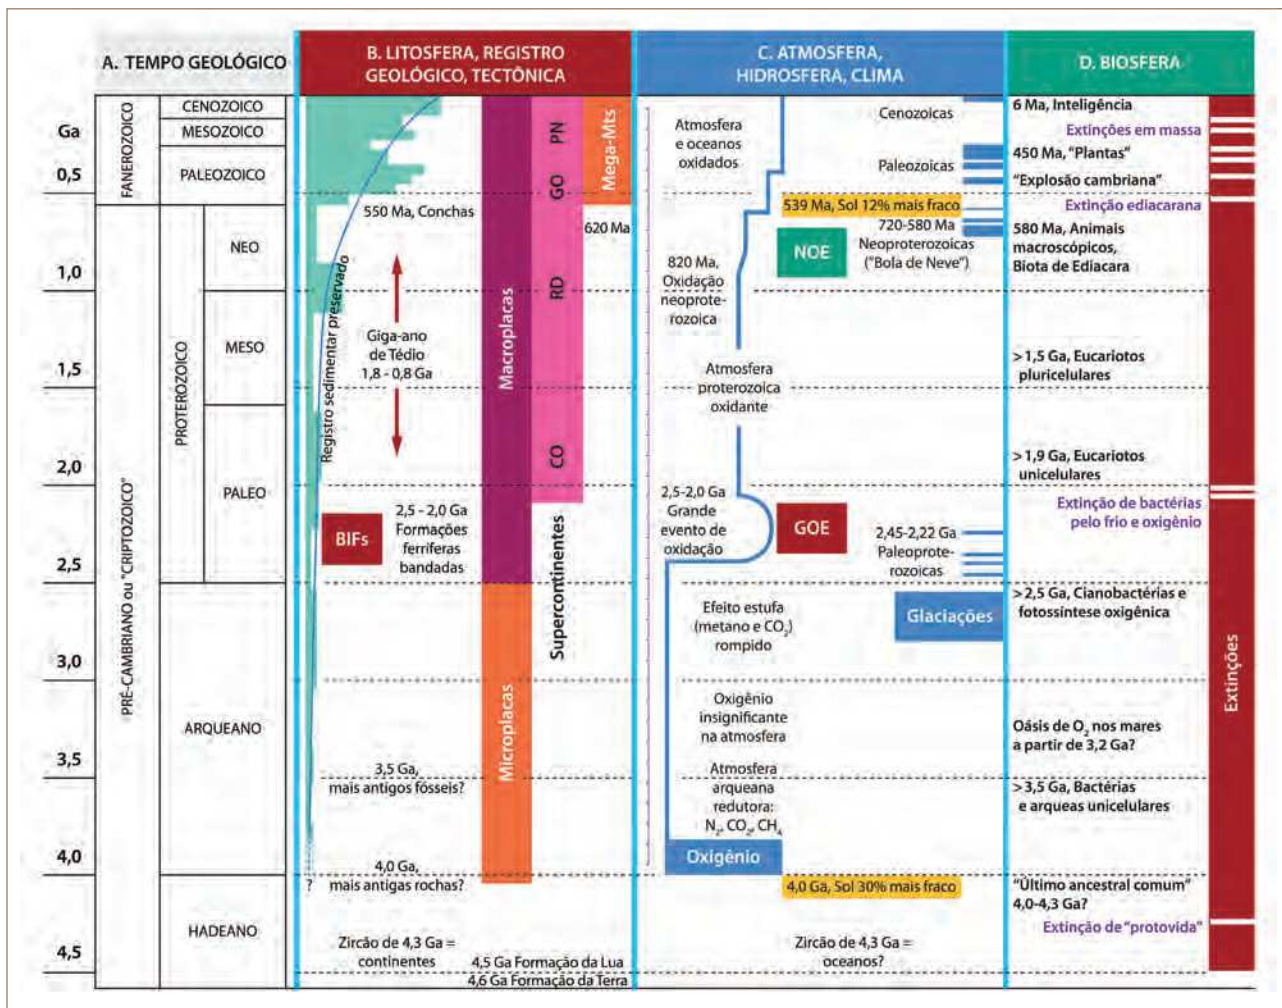 A. TEMPO GEOLÓGICO
B. LITOSFERA, REGISTRO
GEOLÓGICO, TECTÔNICA
C. ATMOSFERA,
HIDROSFERA, CLIMA
D. BIOSFERA
Ga
0,5
1,0
1,5
2,0
2,5
3,0
3,5
4,0
4,5
PRÉ-CAMBRIANO ou "CRIPTOZOICO"
FANEROZOICO
CENOZOICO
MESOZOICO
PALEOZOICO
PROTEROZOICO
NEO
MESO
PALEO
ARQUEANO
HADEANO
Registro sedimentar preservado
550 Ma, Conchas
Giga-ano
de Tédio
1,8 - 0,8 Ga
BIFs
2,5 - 2,0 Ga
Formações
ferríferas
bandadas
3,5 Ga,
mais antigos fósseis?
4,0 Ga,
mais antigas rochas?
?
Zircão de 4,3 Ga =
continentes
4,5 Ga Formação da Lua
4,6 Ga Formação da Terra
Macroplacas
Microplacas
PN
GO
RD
CO
Supercontinentes
Mega-Mts
620 Ma
Atmosfera
e oceanos
oxidados
820 Ma,
Oxidação
neoprote-
rozoica
Atmosfera
proterozoica
oxidante
2,5-2,0 Ga
Grande
evento de
oxidação
Efeito estufa
(metano e CO2)
rompido
Oxigênio
insignificante
na atmosfera
Atmosfera
arqueana
redutora:
N2, CO2, CH4
Oxigênio
Cenozoicas
Paleozoicas
539 Ma, Sol 12% mais fraco
NOE
720-580 Ma
Neoproterozoicas
("Bola de Neve")
GOE
2,45-2,22 Ga
Paleoprote-
rozoicas
Glaciações
4,0 Ga, Sol 30% mais fraco
Zircão de 4,3 Ga =
oceanos?
6 Ma, Inteligência
Extinções em massa
450 Ma, "Plantas"
"Explosão cambriana"
Extinção ediacarana
580 Ma, Animais
macroscópicos,
Biota de Ediacara
> 1,5 Ga, Eucariotos
pluricelulares
> 1,9 Ga, Eucariotos
unicelulares
Extinção de bactérias
pelo frio e oxigênio
> 2,5 Ga, Cianobactérias e
fotossíntese oxigênica
Oásis de O2 nos mares
a partir de 3,2 Ga?
> 3,5 Ga, Bactérias
e arqueas unicelulares
"Último ancestral comum"
4,0-4,3 Ga?
Extinção de "protovida"
Extinções